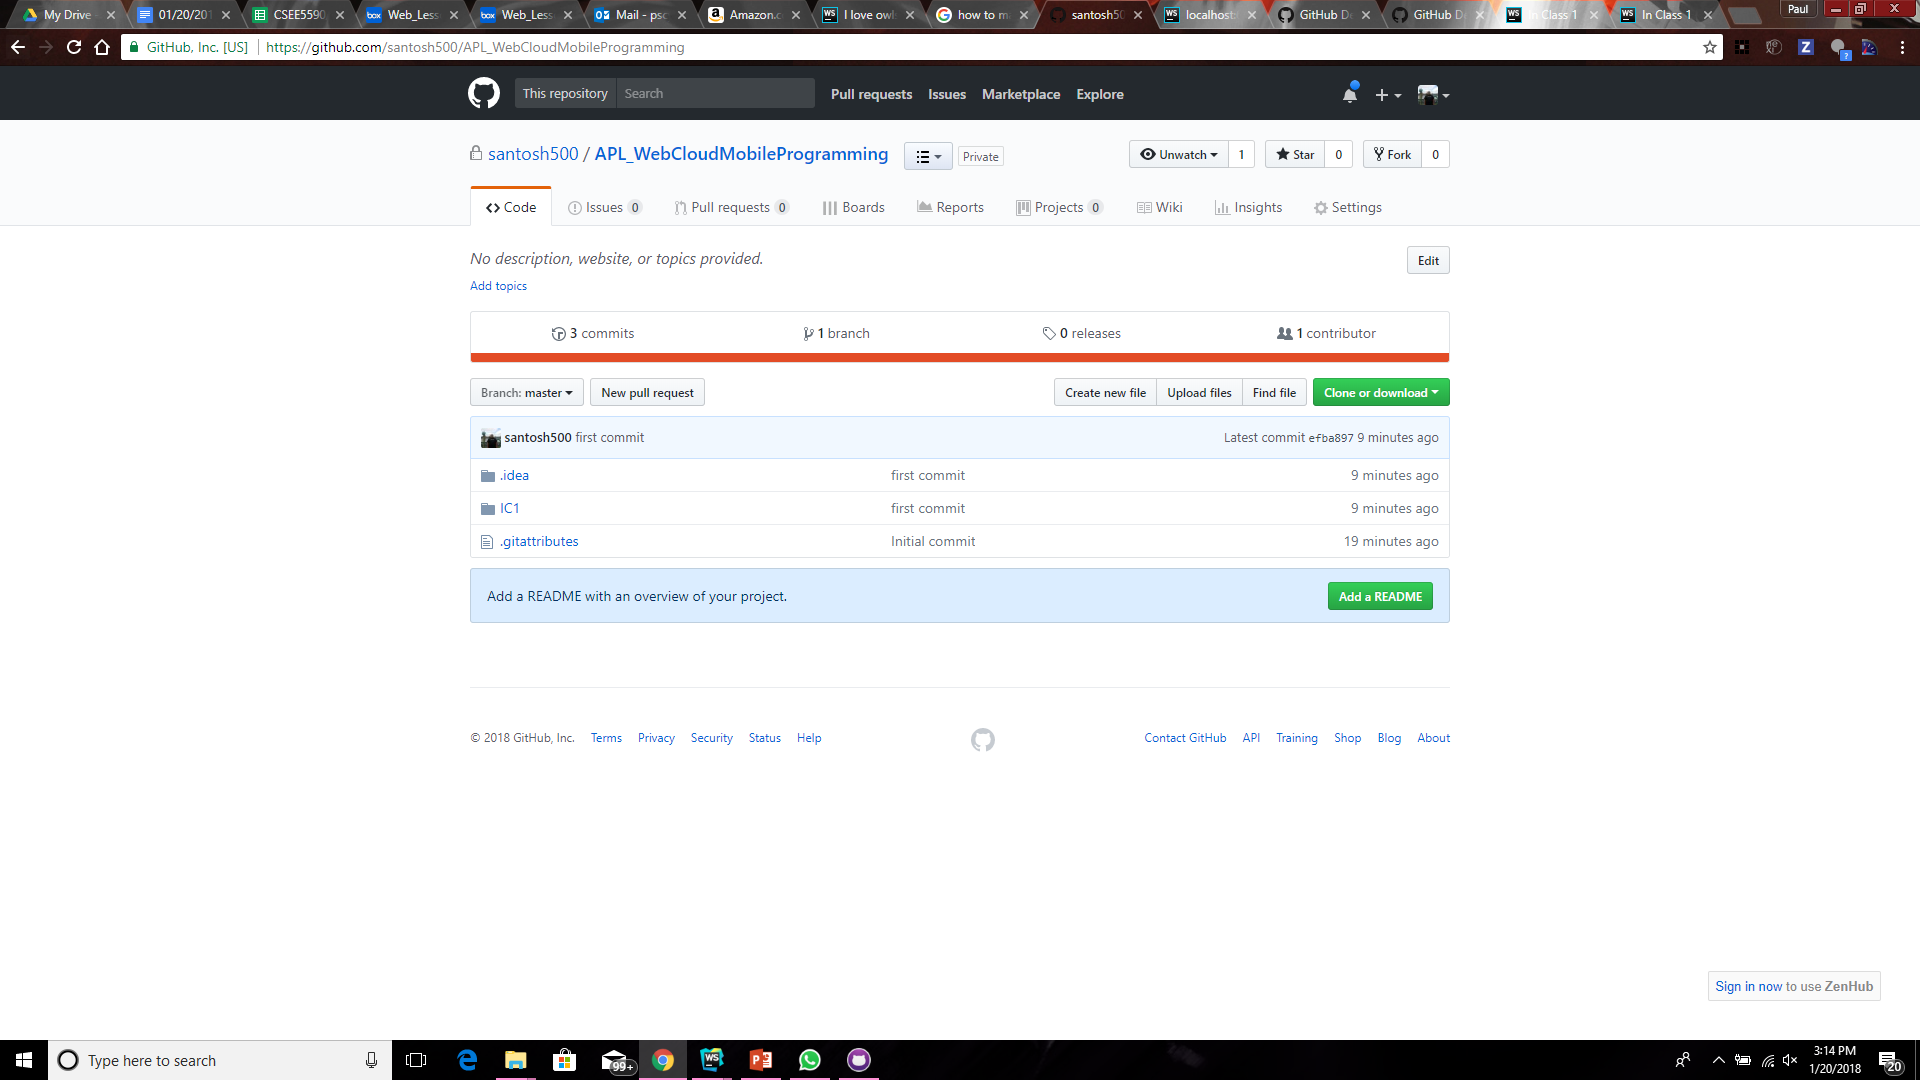 My Drive 01/20/201 CSEE5590 Web_Less Web_Less Mail - psc Amazon.c I love owl how to m santosh50 localhost GitHub De GitHub De In Class 1 In Class 1 Paul
GitHub, Inc. [US] https://github.com/santosh500/APL_WebCloudMobileProgramming
This repository Search Pull requests Issues Marketplace Explore
santosh500 / APL_WebCloudMobileProgramming Private Unwatch 1 Star 0 Fork 0
Code Issues 0 Pull requests 0 Boards Reports Projects 0 Wiki Insights Settings
No description, website, or topics provided. Edit
Add topics
3 commits 1 branch 0 releases 1 contributor
Branch: master New pull request Create new file Upload files Find file Clone or download
santosh500 first commit Latest commit efba897 9 minutes ago
.idea first commit 9 minutes ago
IC1 first commit 9 minutes ago
.gitattributes Initial commit 19 minutes ago
Add a README with an overview of your project. Add a README
© 2018 GitHub, Inc. Terms Privacy Security Status Help Contact GitHub API Training Shop Blog About
Sign in now to use ZenHub
Type here to search 99+ 3:14 PM
1/20/2018 20